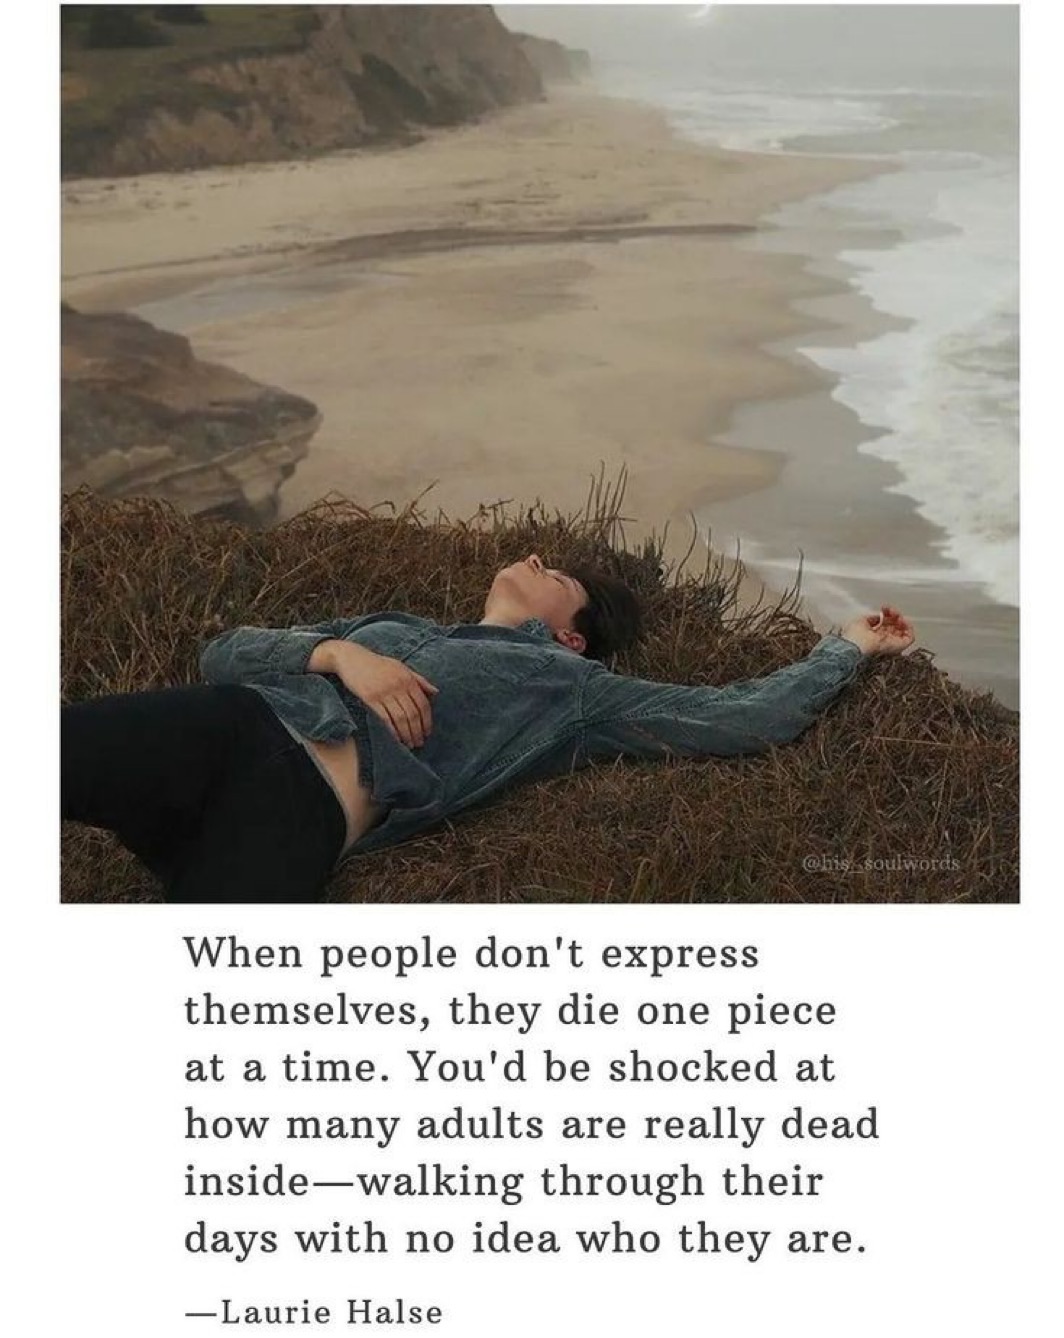 @his_soulwords
When people don't express
themselves, they die one piece
at a time. You'd be shocked at
how many adults are really dead
inside—walking through their
days with no idea who they are.
—Laurie Halse